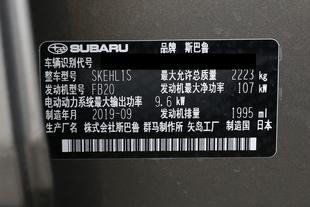 SUBARU 品牌 斯巴鲁
车辆识别代号
整车型号 SKEHL1S 最大允许总质量 2223 kg
发动机型号 FB20 发动机最大净功率 107 kW
电动动力系统最大输出功率 9.6 kW
制造年月 2019-09 发动机排量 1995 ml
生产厂名 株式会社斯巴鲁 群马制作所 矢岛工厂 制造国 日本